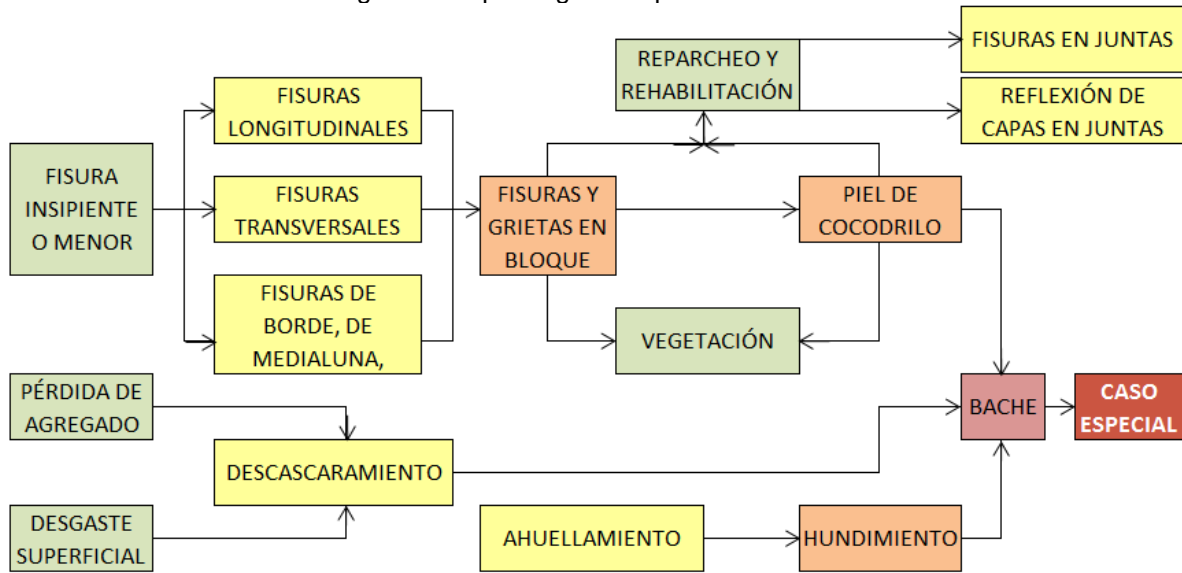 FISURAS EN JUNTAS
REPARCHEO Y
REHABILITACIÓN
REFLEXIÓN DE
CAPAS EN JUNTAS
FISURAS
LONGITUDINALES
FISURA
INSIPIENTE
O MENOR
FISURAS
TRANSVERSALES
FISURAS Y
GRIETAS EN
BLOQUE
PIEL DE
COCODRILO
FISURAS DE
BORDE, DE
MEDIALUNA,
VEGETACIÓN
PÉRDIDA DE
AGREGADO
BACHE
CASO
ESPECIAL
DESCASCARAMIENTO
DESGASTE
SUPERFICIAL
AHUELLAMIENTO
HUNDIMIENTO